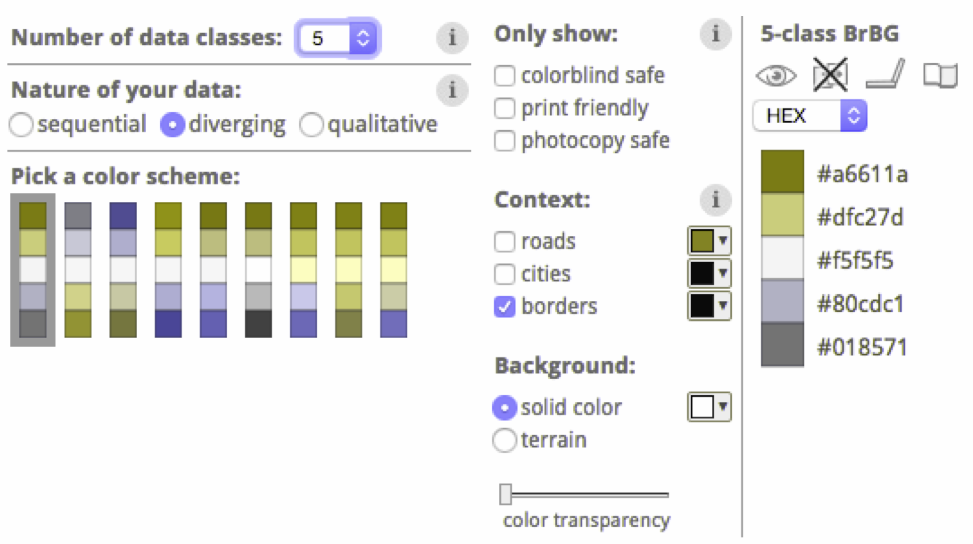 Number of data classes: 5 i
Nature of your data: i
sequential diverging qualitative
Pick a color scheme:
Only show: i
colorblind safe
print friendly
photocopy safe
Context: i
roads
cities
borders
Background:
solid color
terrain
color transparency
5-class BrBG
HEX
#a6611a
#dfc27d
#f5f5f5
#80cdc1
#018571